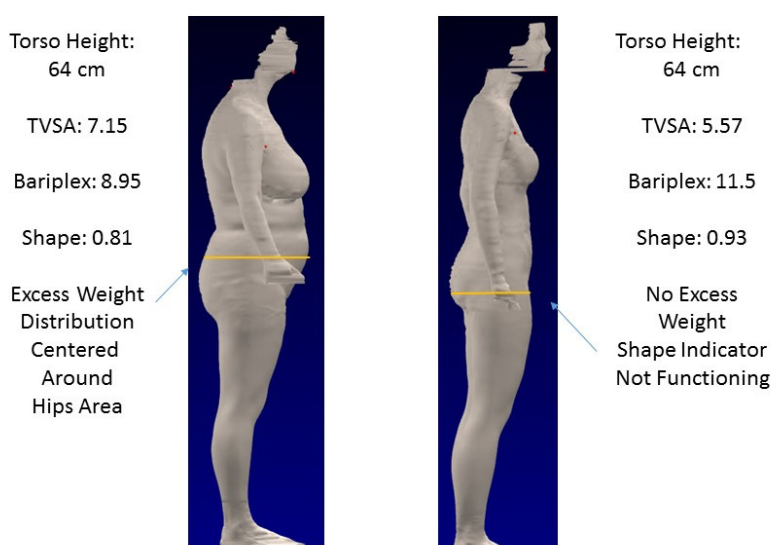 Torso Height:
64 cm
TVSA: 7.15
Bariplex: 8.95
Shape: 0.81
Excess Weight
Distribution
Centered
Around
Hips Area
Torso Height:
64 cm
TVSA: 5.57
Bariplex: 11.5
Shape: 0.93
No Excess
Weight
Shape Indicator
Not Functioning